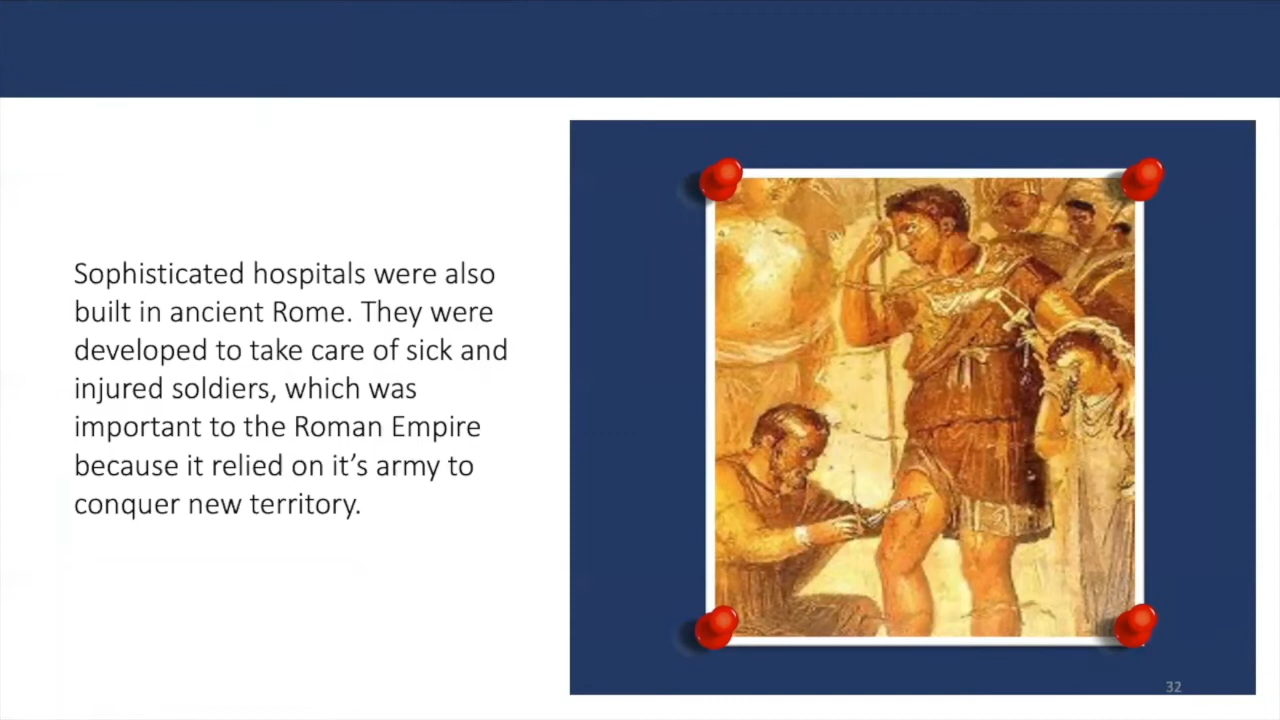 Sophisticated hospitals were also
built in ancient Rome. They were
developed to take care of sick and
injured soldiers, which was
important to the Roman Empire
because it relied on it’s army to
conquer new territory.
32